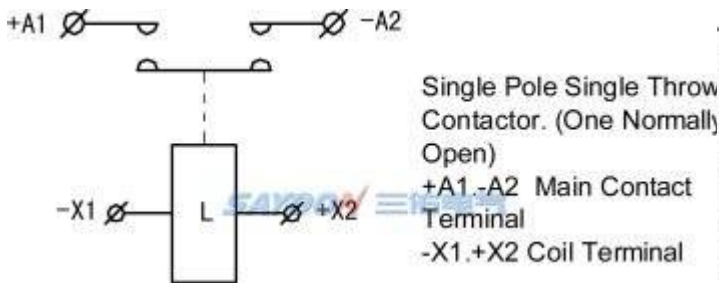 +A1
-A2
Single Pole Single Throw
Contactor. (One Normally
Open)
+A1.-A2 Main Contact
Terminal
-X1.+X2 Coil Terminal
-X1
L
+X2